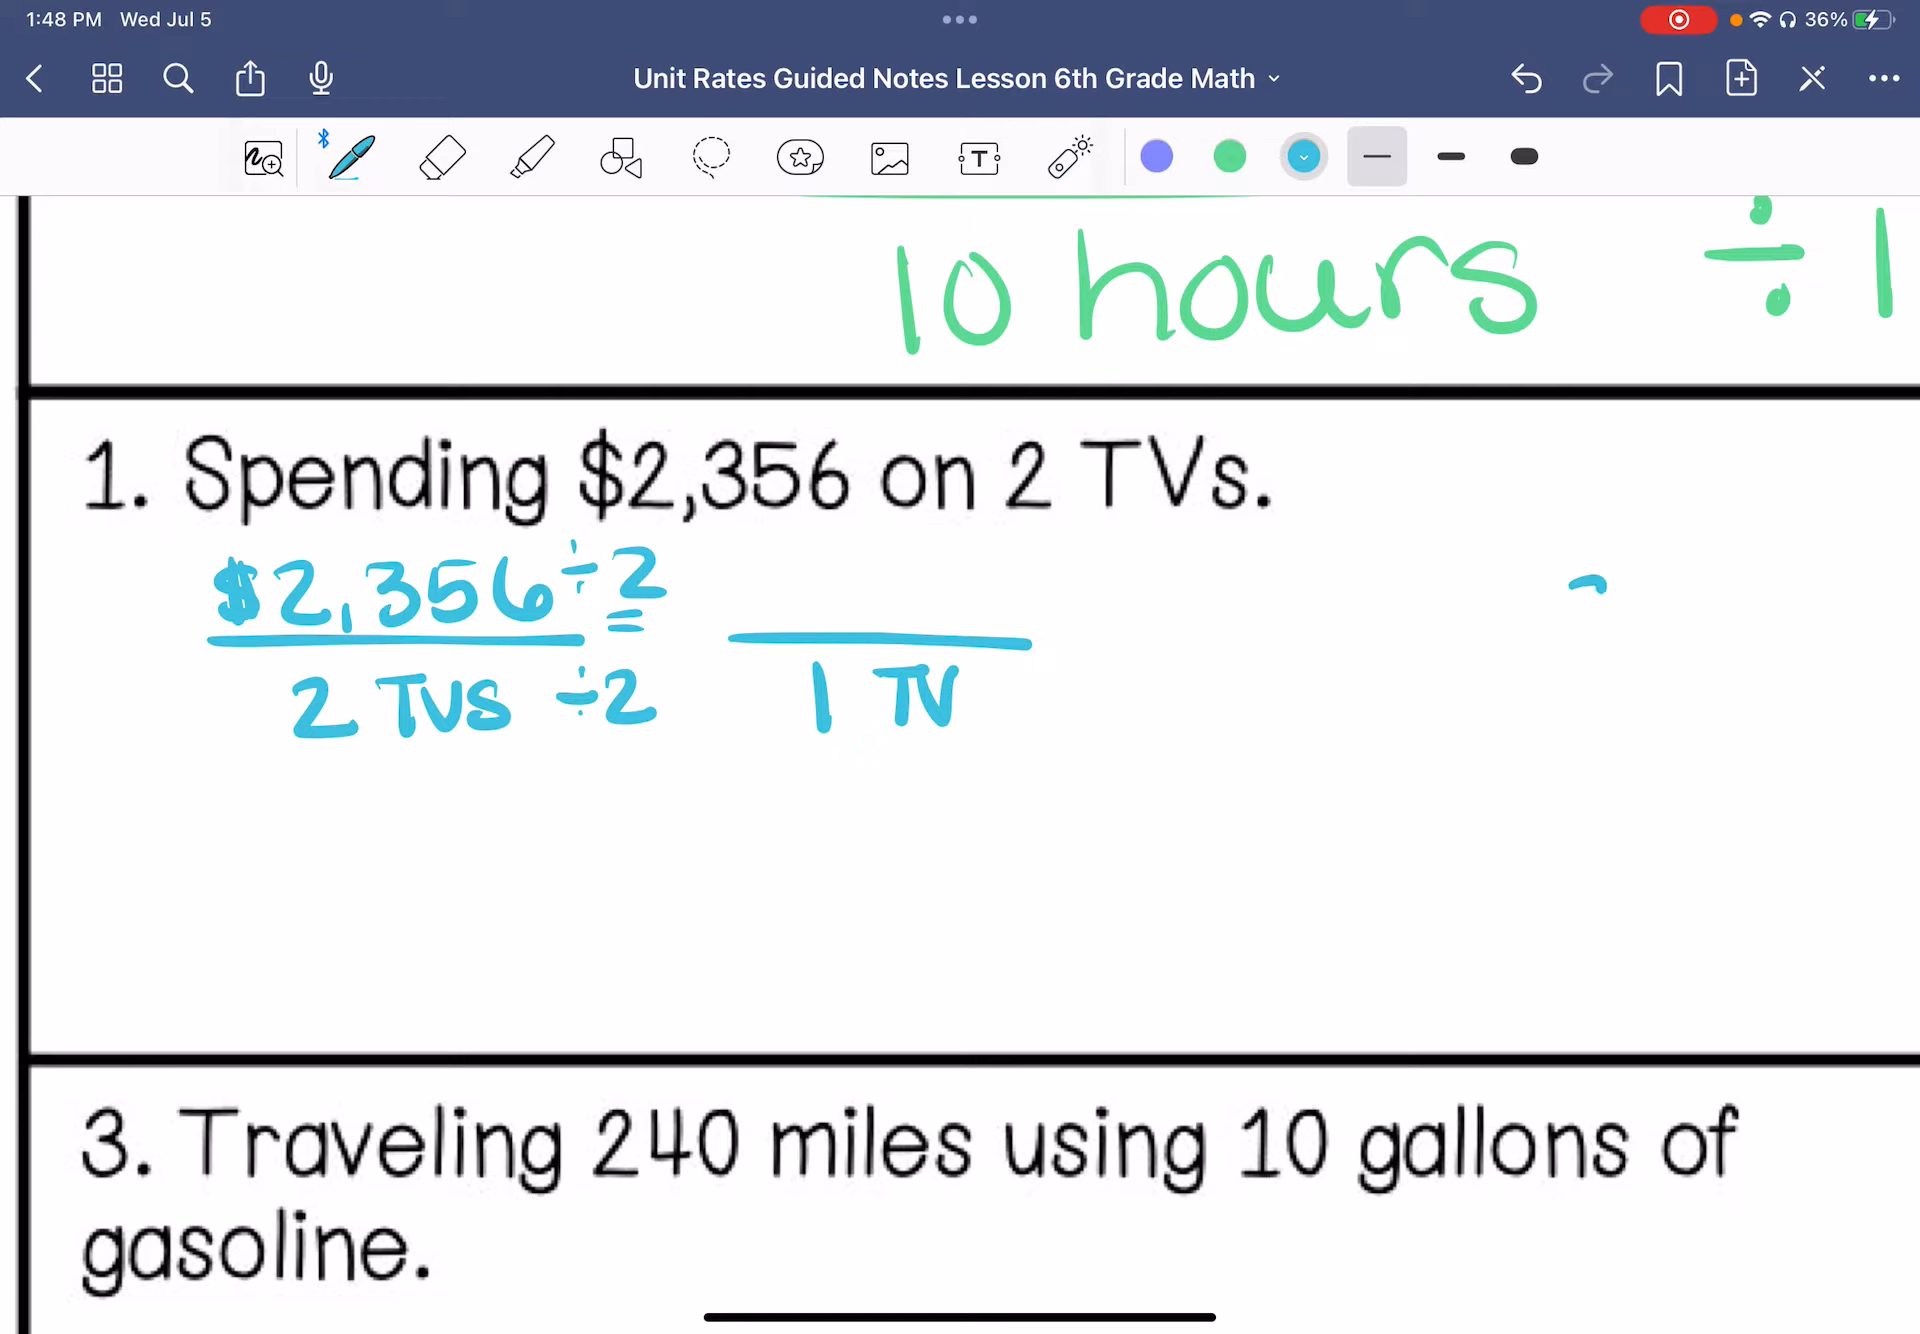 1:48 PM Wed Jul 5
36%
Unit Rates Guided Notes Lesson 6th Grade Math
T
10 hours ÷ 1
1. Spending $2,356 on 2 TVs.
$2,356 ÷ 2 =
2 TVs ÷2 1 TV
3. Traveling 240 miles using 10 gallons of
gasoline.